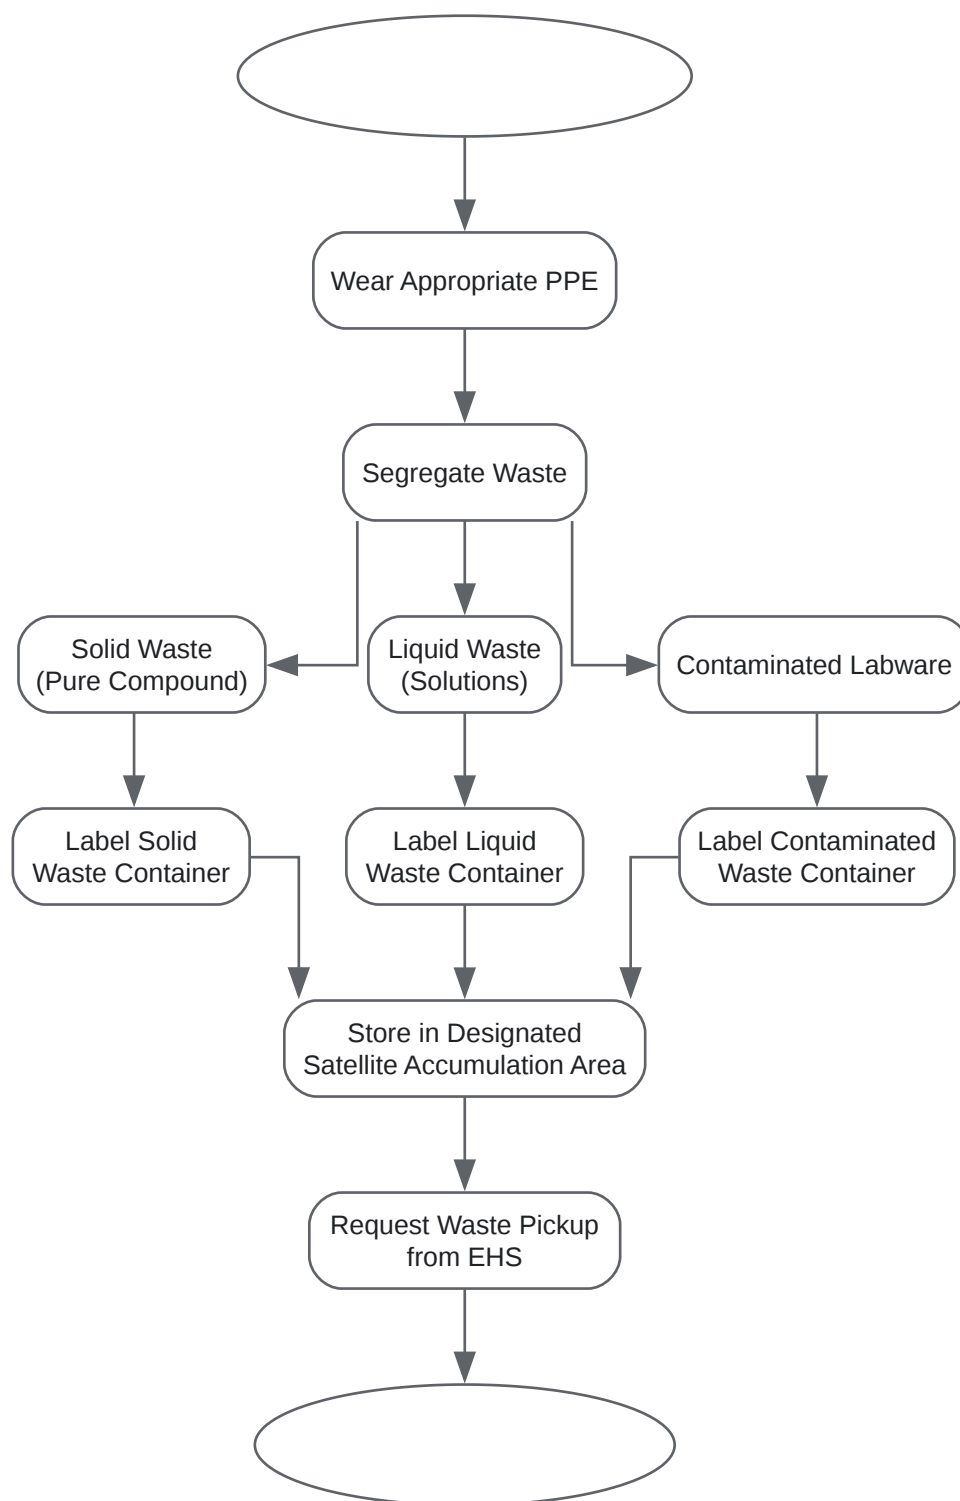 Wear Appropriate PPE
Segregate Waste
Solid Waste
(Pure Compound)
Liquid Waste
(Solutions)
Contaminated Labware
Label Solid
Waste Container
Label Liquid
Waste Container
Label Contaminated
Waste Container
Store in Designated
Satellite Accumulation Area
Request Waste Pickup
from EHS